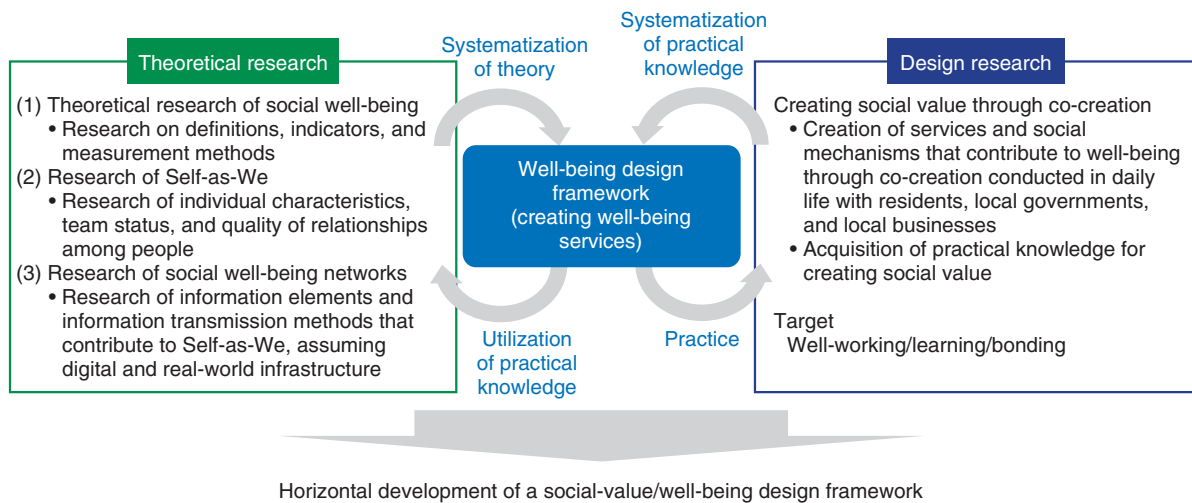 Theoretical research
(1) Theoretical research of social well-being
• Research on definitions, indicators, and
measurement methods
(2) Research of Self-as-We
• Research of individual characteristics,
team status, and quality of relationships
among people
(3) Research of social well-being networks
• Research of information elements and
information transmission methods that
contribute to Self-as-We, assuming
digital and real-world infrastructure
Systematization
of theory
Systematization
of practical
knowledge
Well-being design
framework
(creating well-being
services)
Utilization
of practical
knowledge
Practice
Design research
Creating social value through co-creation
• Creation of services and social
mechanisms that contribute to well-being
through co-creation conducted in daily
life with residents, local governments,
and local businesses
• Acquisition of practical knowledge for
creating social value
Target
Well-working/learning/bonding
Horizontal development of a social-value/well-being design framework